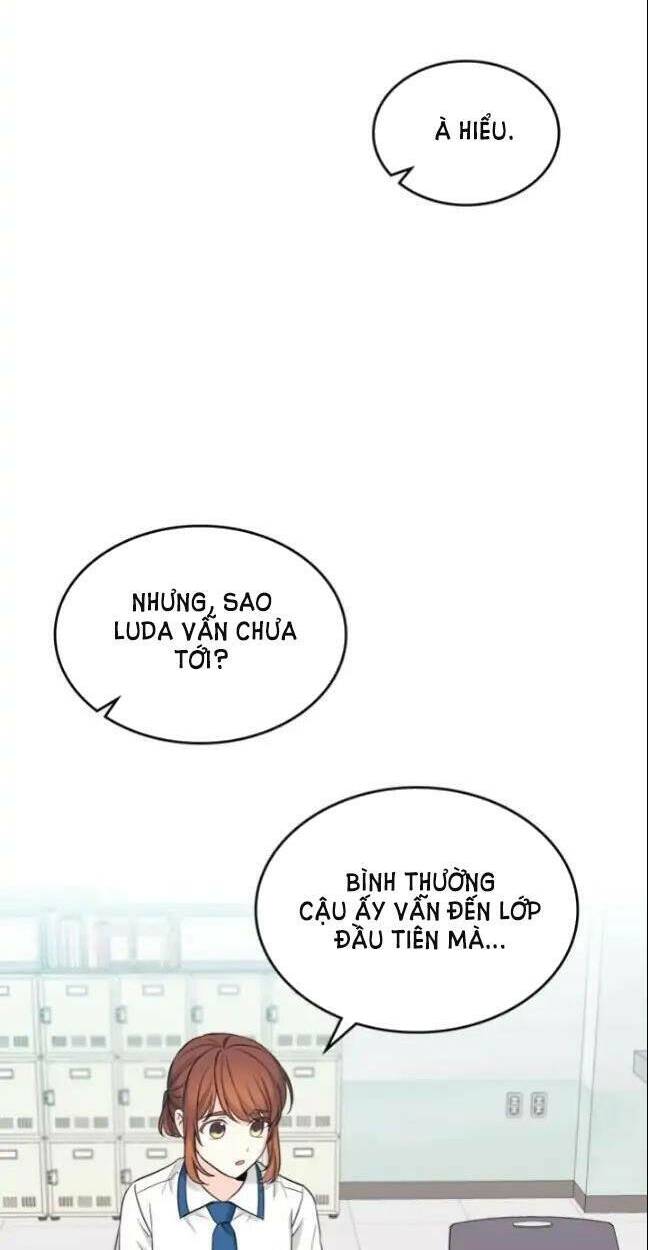 À HIỂU.
NHƯNG, SAO
LUDA VẪN CHƯA
TỚI?
BÌNH THƯỜNG
CẬU ẤY VẪN ĐẾN LỚP
ĐẦU TIÊN MÀ...